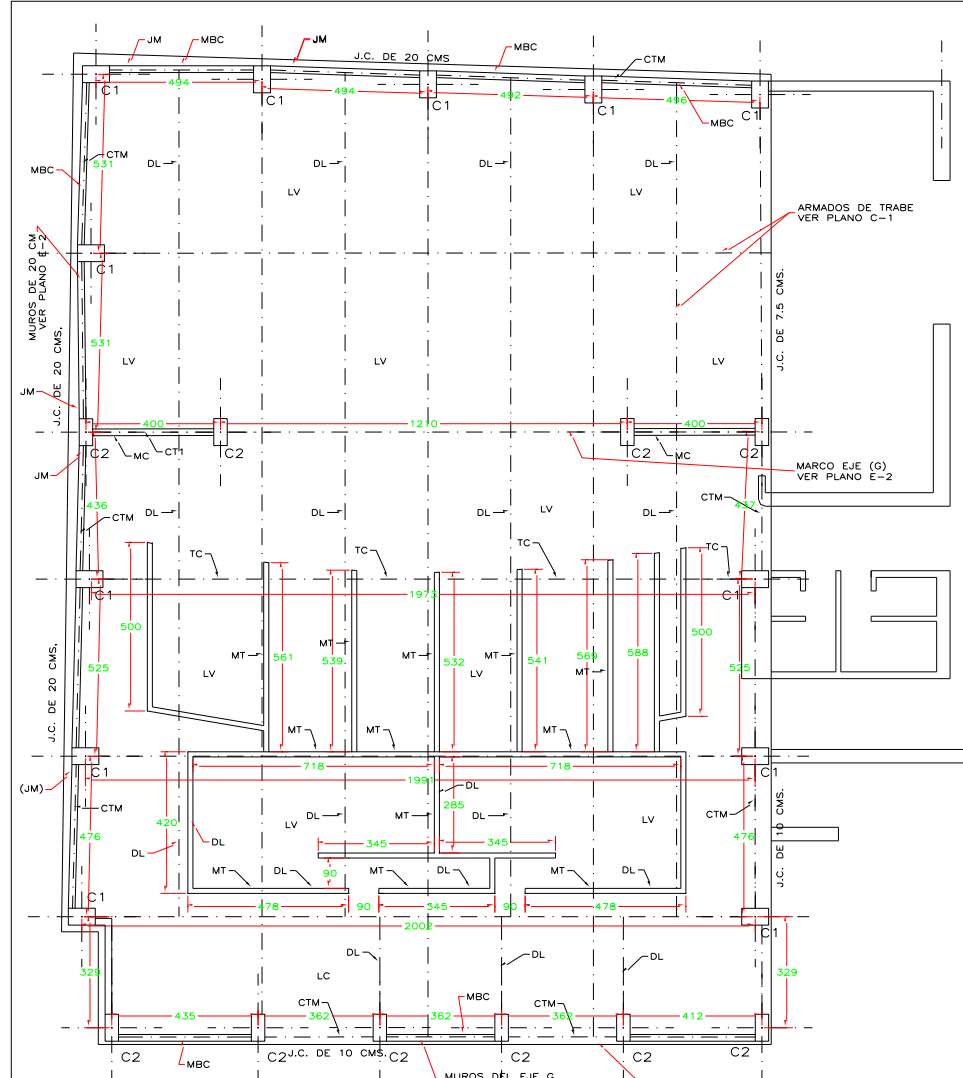 JM
MBC
JM
J.C. DE 20 CMS
MBC
CTM
494
494
492
496
C1
C1
C1
C1
C1
MBC
CTM
531
MBC
DL
DL
DL
DL
LV
LV
ARMADOS DE TRABE
VER PLANO C-1
MUROS DE 20 CM
VER PLANO E-2
C1
J.C. DE 7.5 CMS.
531
J.C. DE 20 CMS.
LV
LV
LV
JM
400
1270
400
C2
MC
CT1
C2
C2
MC
C2
JM
MARCO EJE (G)
VER PLANO E-2
436
CTM
DL
DL
DL
LV
DL
CTM
437
TC
TC
TC
TC
C1
1973
C1
500
561
539
532
541
569
588
500
525
525
MT
MT
MT
MT
MT
LV
LV
J.C. DE 20 CMS.
MT
MT
MT
C1
718
1991
718
C1
(JM)
CTM
DL
285
CTM
420
DL
MT
DL
LV
LV
476
476
DL
DL
345
345
J.C. DE 10 CMS.
90
MT
DL
MT
DL
MT
DL
C1
478
90
345
90
478
2002
C1
329
329
DL
DL
DL
LC
CTM
MBC
CTM
435
362
362
362
412
C2
C2
J.C. DE 10 CMS.
C2
C2
C2
C2
MBC
MUROS DEL EJE G